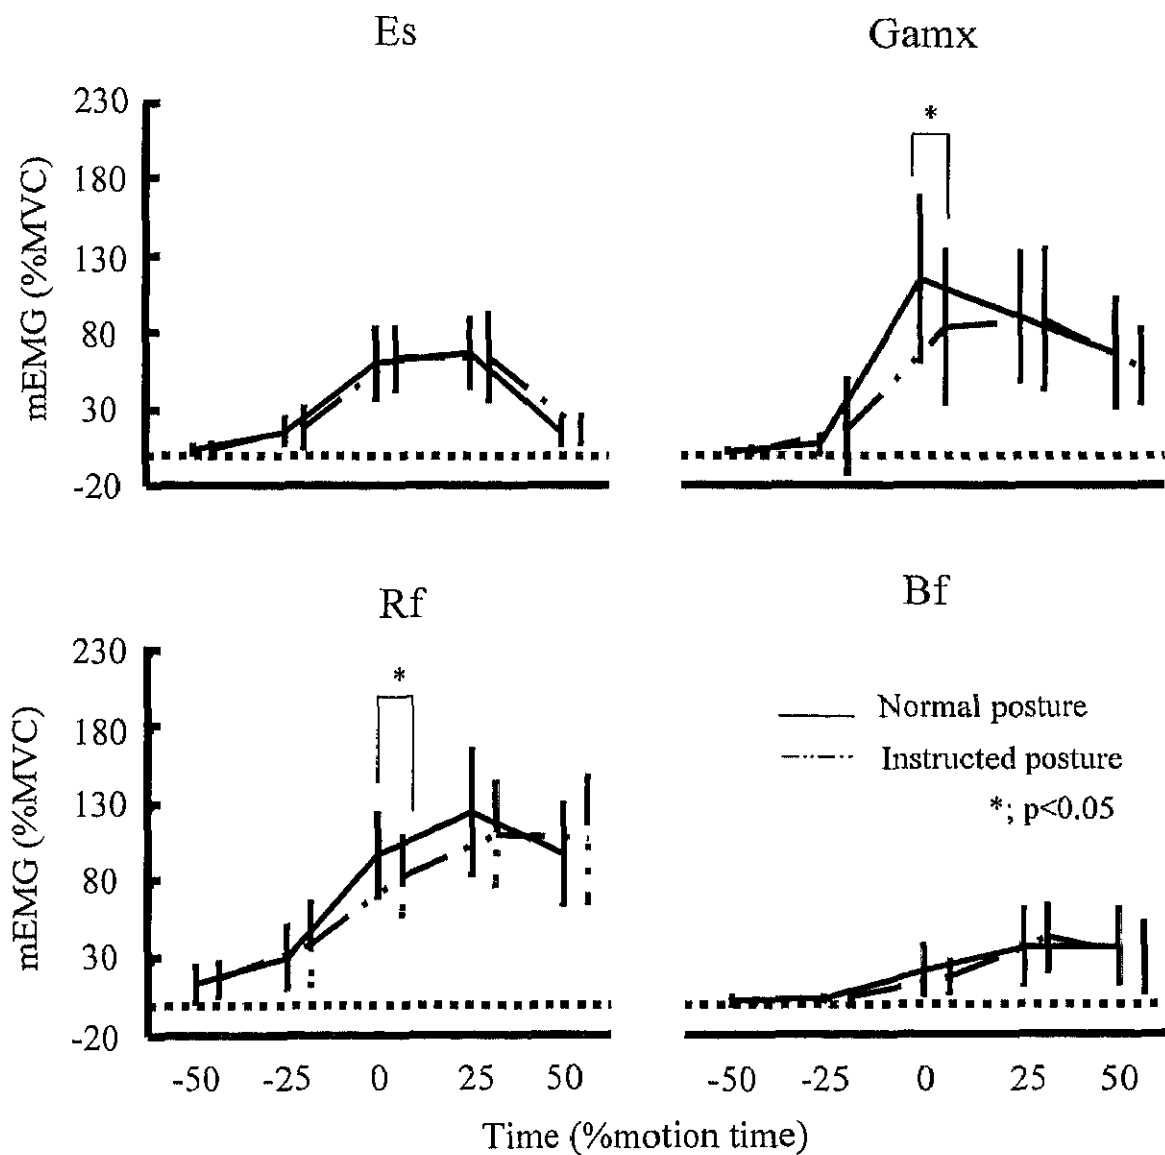 Es
Gamx
230
180
130
80
30
-20
mEMG (%MVC)
*
Rf
Bf
230
180
130
80
30
-20
mEMG (%MVC)
*
Normal posture
Instructed posture
*; p<0.05
-50 -25 0 25 50
-50 -25 0 25 50
Time (%motion time)